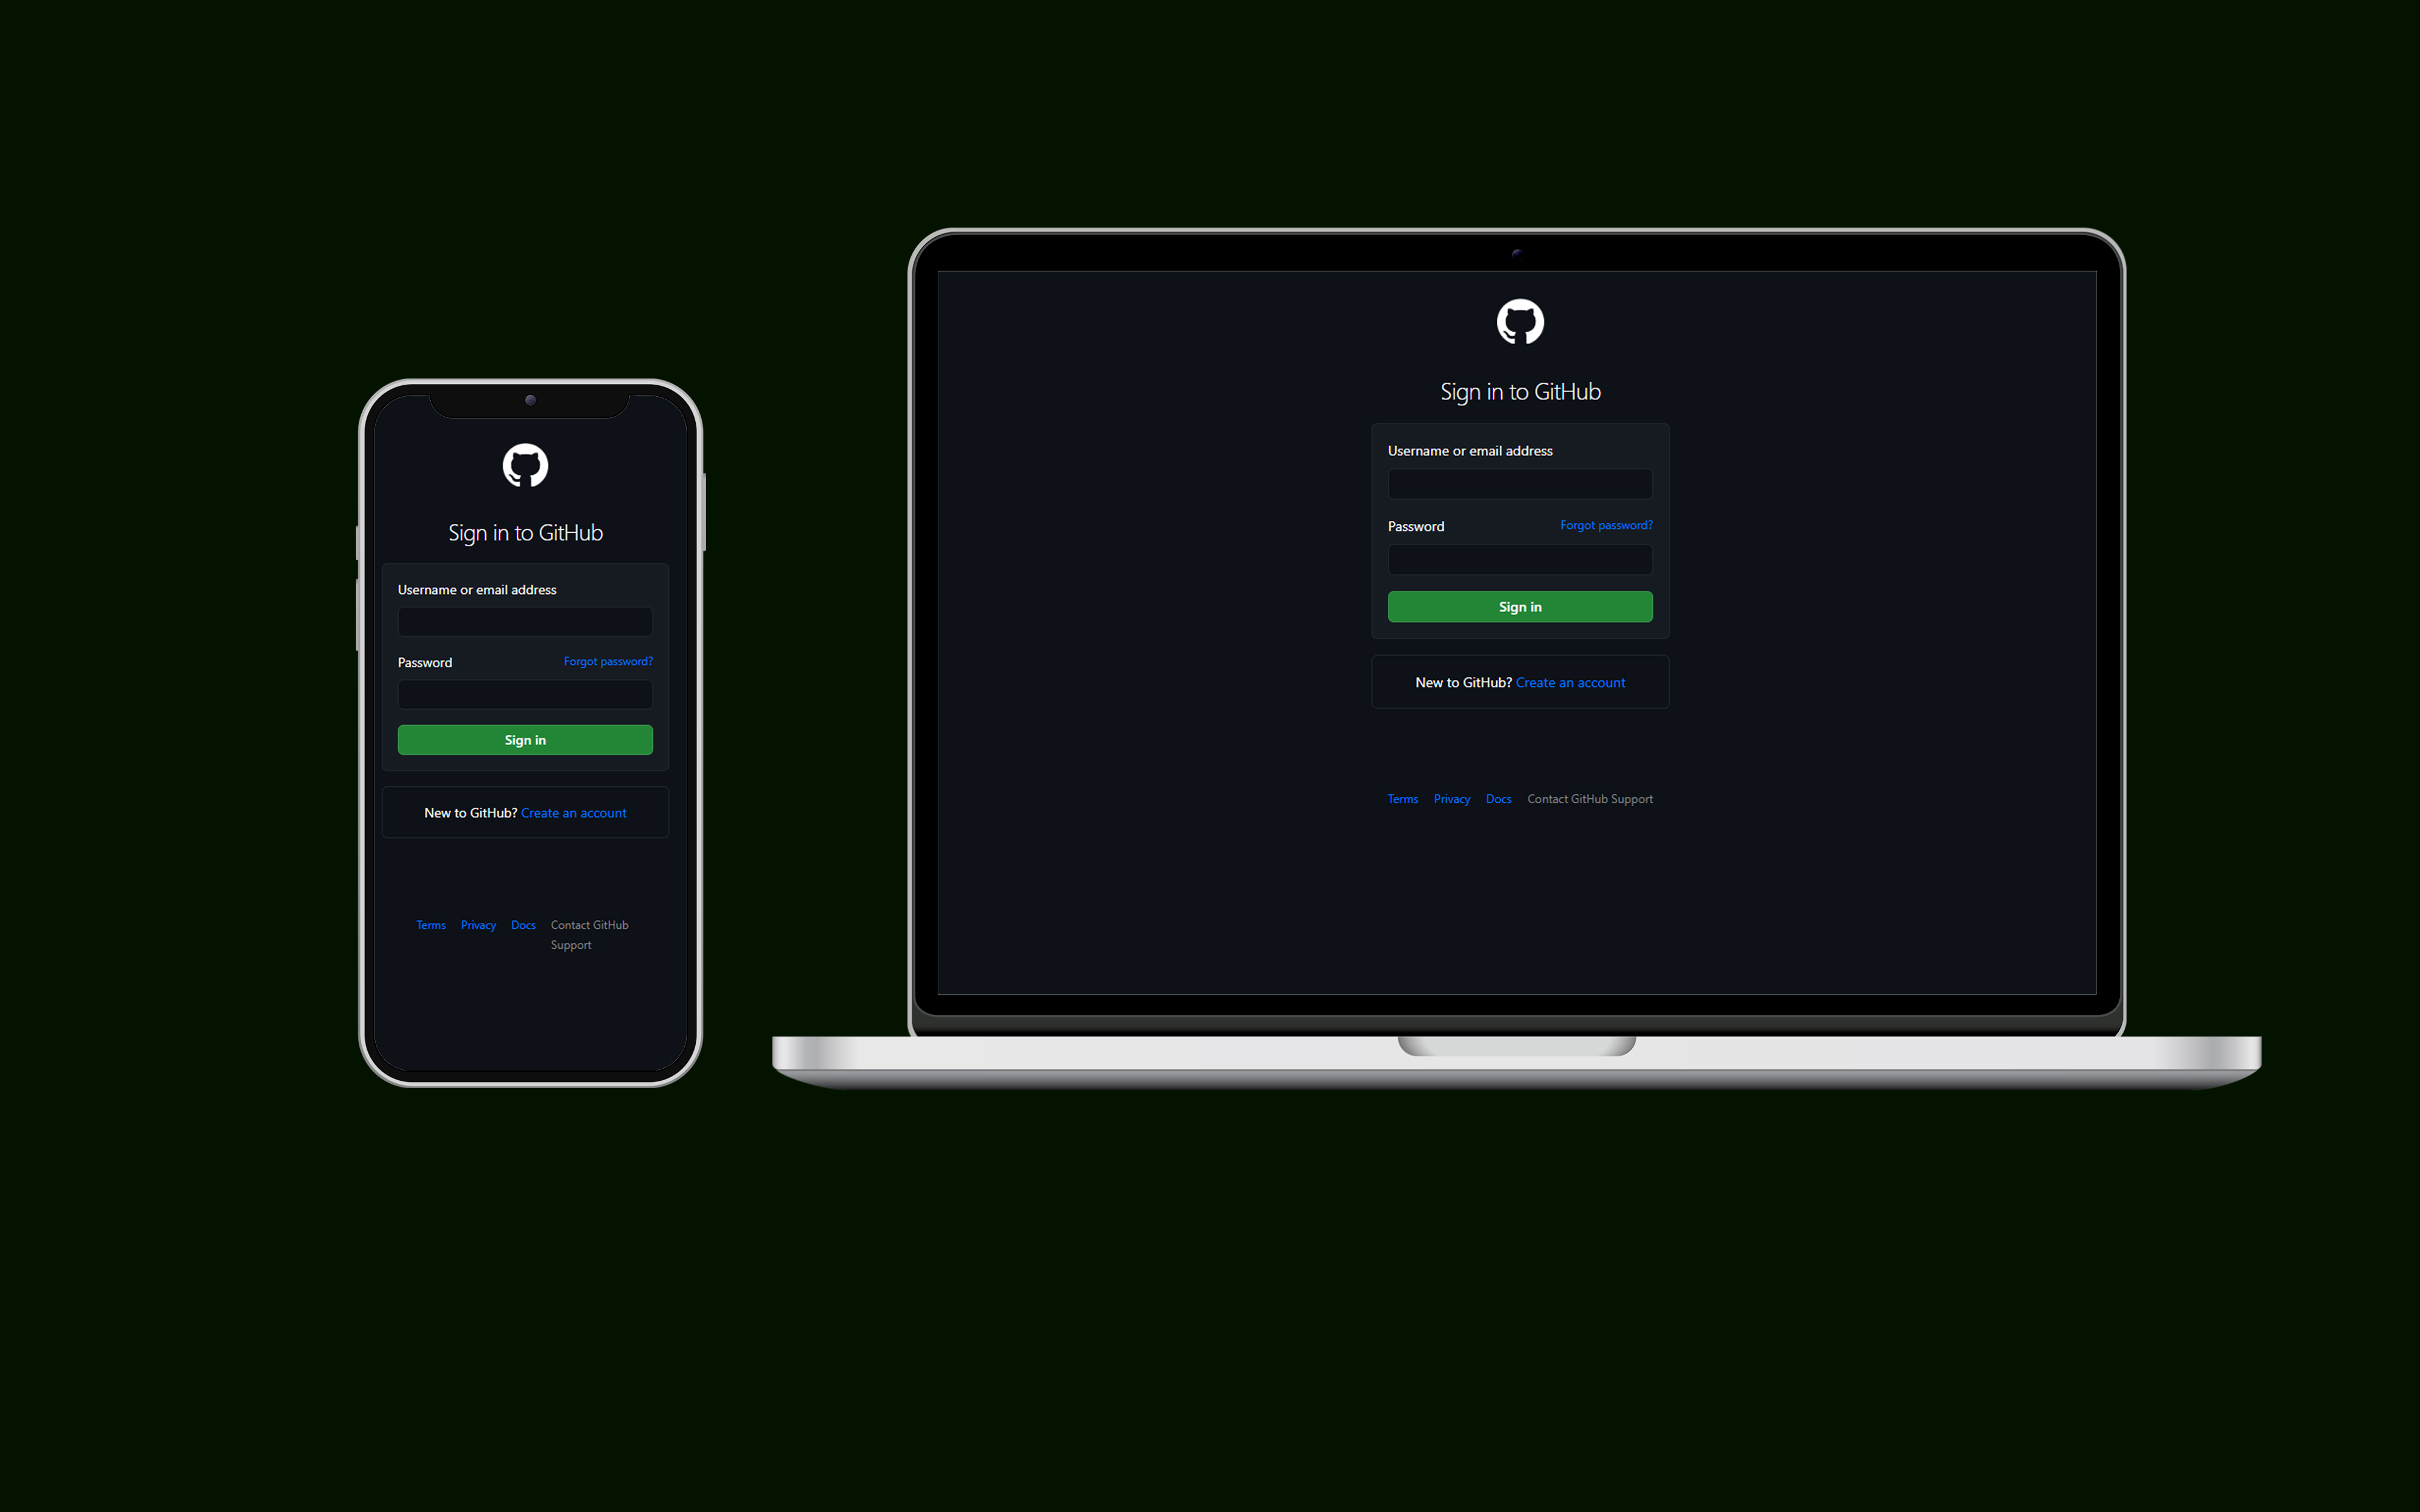 Sign in to GitHub
Username or email address
Password Forgot password?
Sign in
New to GitHub? Create an account
Terms Privacy Docs Contact GitHub
Support
Sign in to GitHub
Username or email address
Password Forgot password?
Sign in
New to GitHub? Create an account
Terms Privacy Docs Contact GitHub Support